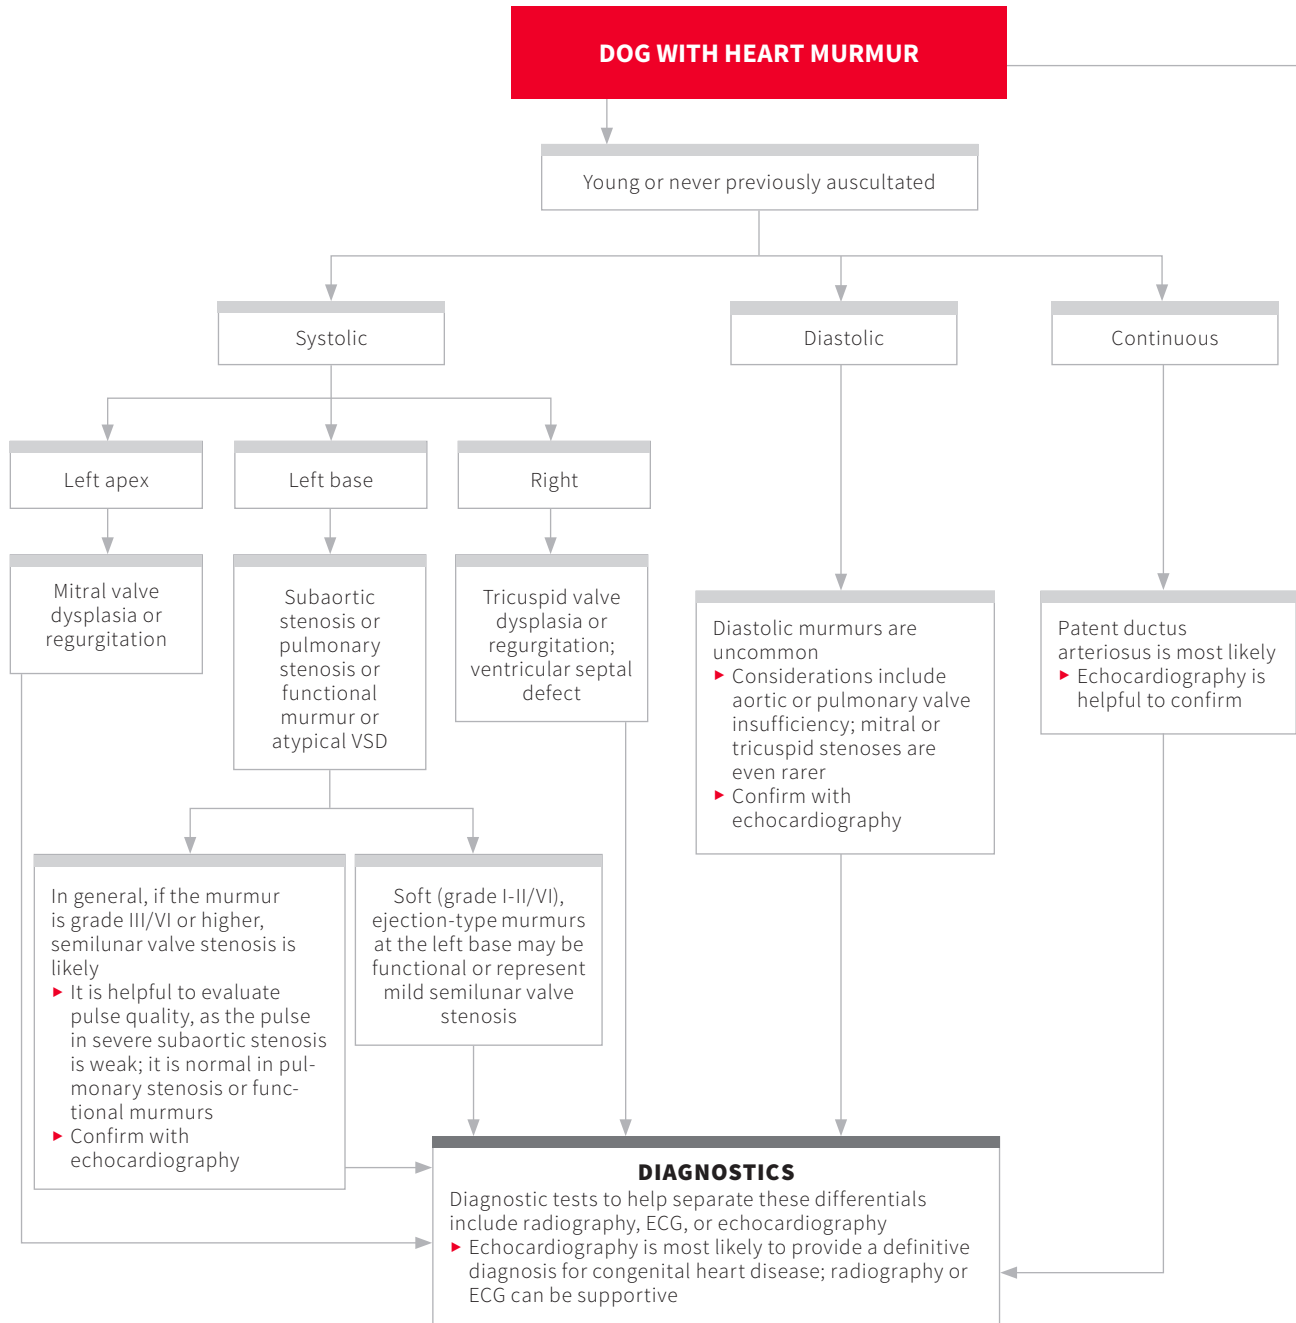 DOG WITH HEART MURMUR
Young or never previously auscultated
Systolic
Diastolic
Continuous
Left apex
Left base
Right
Mitral valve
dysplasia or
regurgitation
Subaortic
stenosis or
pulmonary
stenosis or
functional
murmur or
atypical VSD
Tricuspid valve
dysplasia or
regurgitation;
ventricular septal
defect
Diastolic murmurs are
uncommon
► Considerations include
aortic or pulmonary valve
insufficiency; mitral or
tricuspid stenoses are
even rarer
► Confirm with
echocardiography
Patent ductus
arteriosus is most likely
► Echocardiography is
helpful to confirm
In general, if the murmur
is grade III/VI or higher,
semilunar valve stenosis is
likely
► It is helpful to evaluate
pulse quality, as the pulse
in severe subaortic stenosis
is weak; it is normal in pul-
monary stenosis or func-
tional murmurs
► Confirm with
echocardiography
Soft (grade I-II/VI),
ejection-type murmurs
at the left base may be
functional or represent
mild semilunar valve
stenosis
DIAGNOSTICS
Diagnostic tests to help separate these differentials
include radiography, ECG, or echocardiography
► Echocardiography is most likely to provide a definitive
diagnosis for congenital heart disease; radiography or
ECG can be supportive